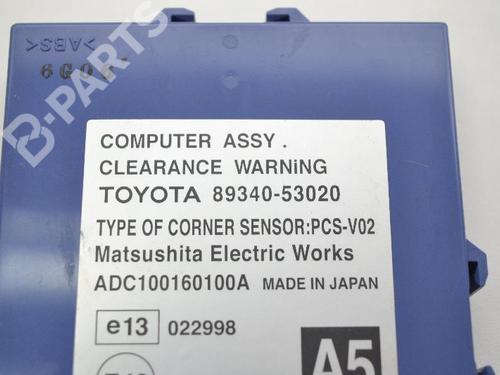 >ABS<
B-PARTS
COMPUTER ASSY .
CLEARANCE WARNiNG
TOYOTA 89340-53020
TYPE OF CORNER SENSOR:PCS-V02
Matsushita Electric Works
ADC100160100A MADE IN JAPAN
e13 022998
A5